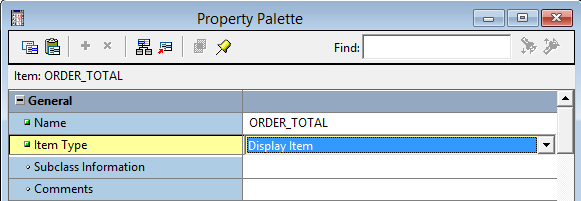 Property Palette
Find:
Item: ORDER_TOTAL
General
Name ORDER_TOTAL
Item Type Display Item
Subclass Information
Comments